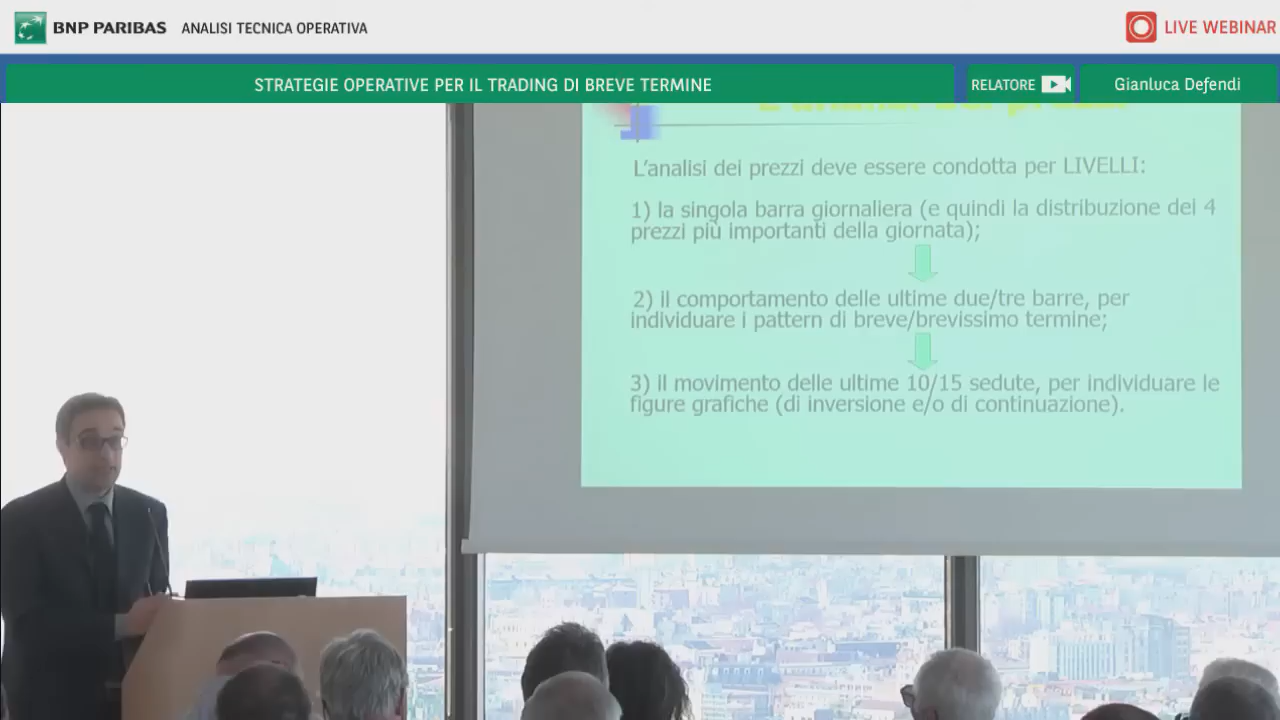 BNP PARIBAS ANALISI TECNICA OPERATIVA
LIVE WEBINAR
STRATEGIE OPERATIVE PER IL TRADING DI BREVE TERMINE
RELATORE
Gianluca Defendi
L'analisi dei prezzi deve essere condotta per LIVELLI:
1) la singola barra giornaliera (e quindi la distribuzione dei 4
prezzi più importanti della giornata);
2) il comportamento delle ultime due/tre barre, per
individuare i pattern di breve/brevissimo termine;
3) il movimento delle ultime 10/15 sedute, per individuare le
figure grafiche (di inversione e/o di continuazione).